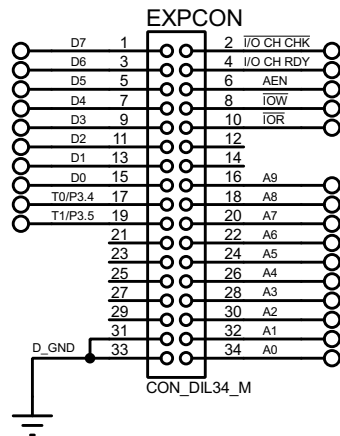 EXPCON
D7 1 2 I/O CH CHK
D6 3 4 I/O CH RDY
D5 5 6 AEN
D4 7 8 IOW
D3 9 10 IOR
D2 11 12
D1 13 14
D0 15 16 A9
T0/P3.4 17 18 A8
T1/P3.5 19 20 A7
21 22 A6
23 24 A5
25 26 A4
27 28 A3
29 30 A2
31 32 A1
D_GND 33 34 A0
CON_DIL34_M